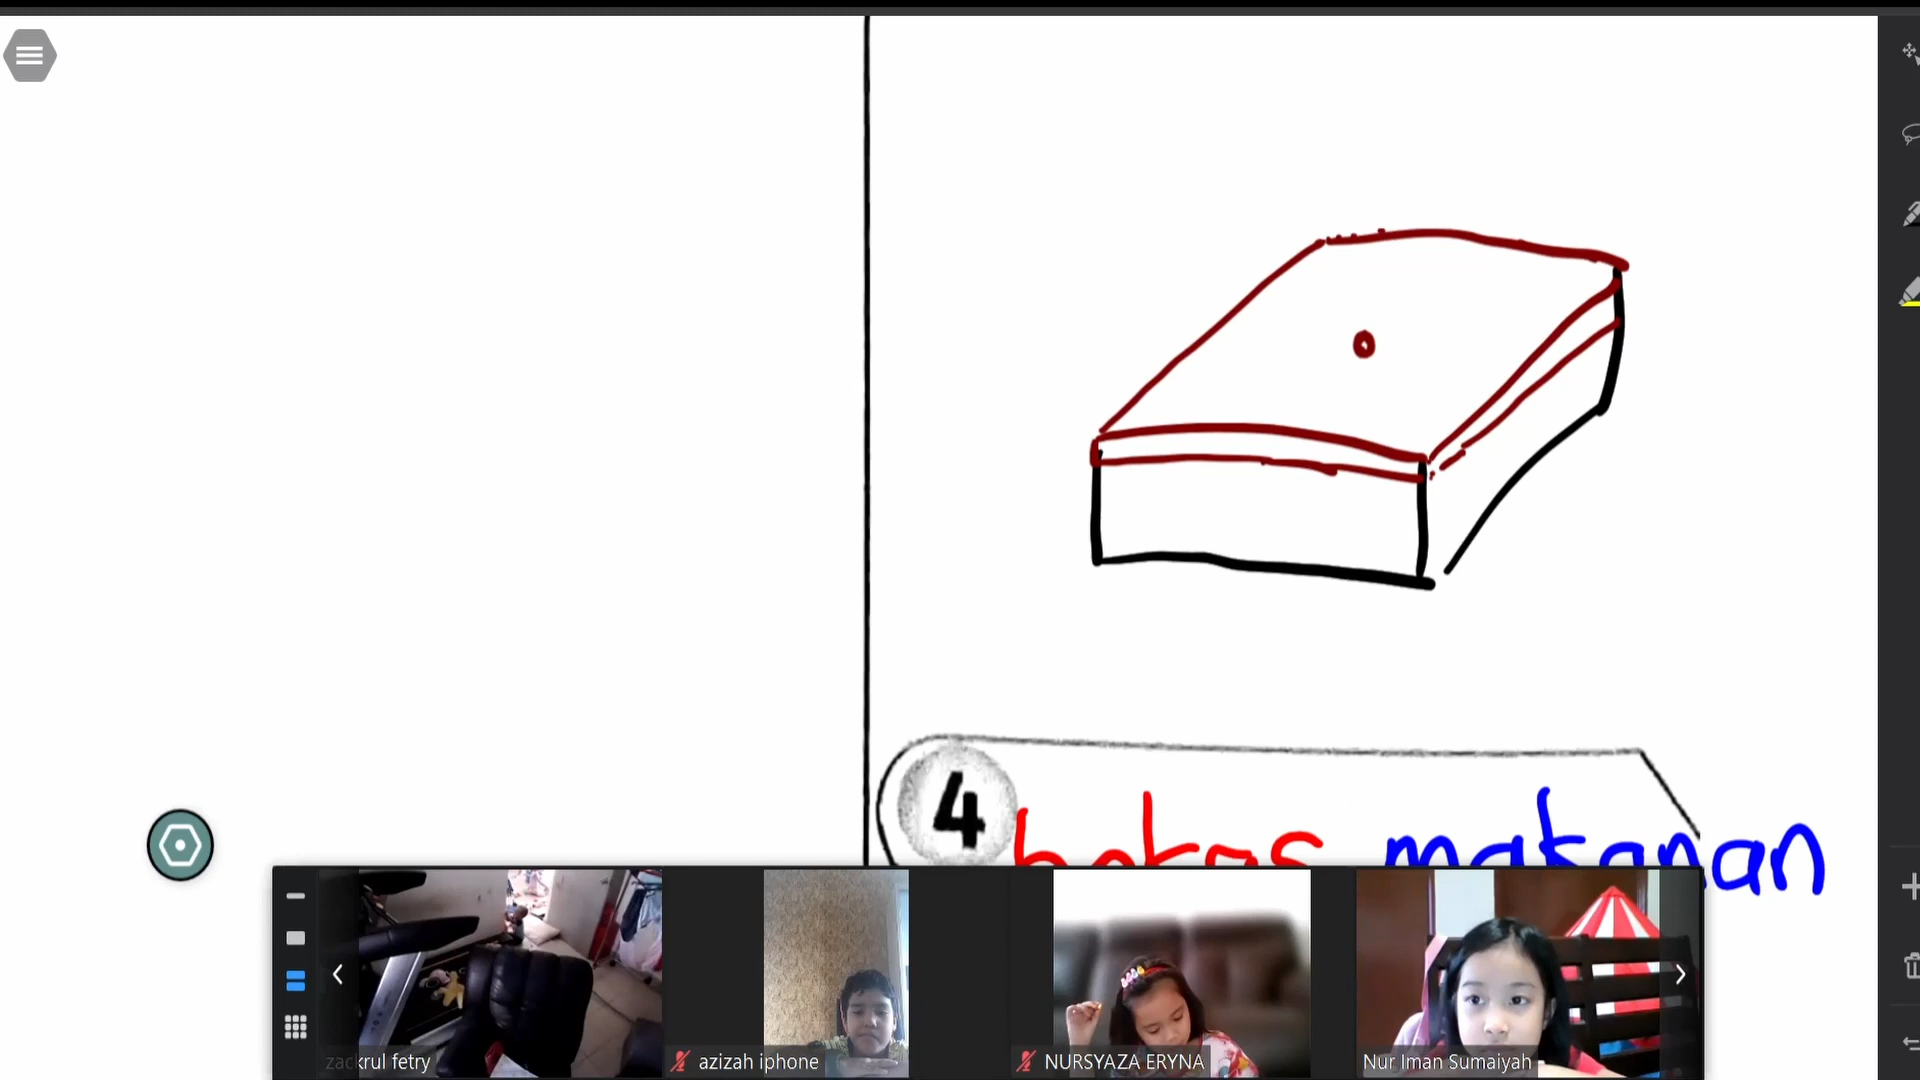 4 bekas makanan
zackrul fetry
azizah iphone
NURSYAZA ERYNA
Nur Iman Sumaiyah